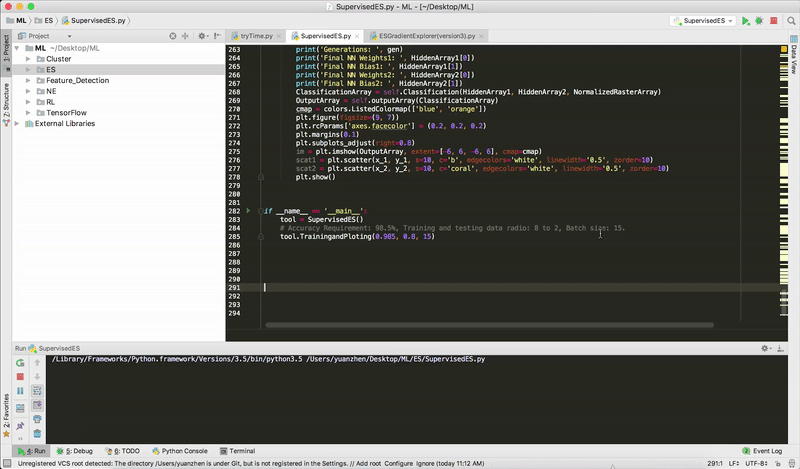 SupervisedES.py - ML - [~/Desktop/ML]
ML ES SupervisedES.py
SupervisedES
Project
tryTime.py SupervisedES.py ESGradientExplorer(version3).py
1: Project
ML ~/Desktop/ML
Cluster
ES
Feature_Detection
NE
RL
TensorFlow
External Libraries
Z: Structure
Data View
263 print('Generations: ', gen)
264 print('Final NN Weights1: ', HiddenArray1[0])
265 print('Final NN Bias1: ', HiddenArray1[1])
266 print('Final NN Weights2: ', HiddenArray2[0])
267 print('Final NN Bias2: ', HiddenArray2[1])
268 ClassificationArray = self.Classification(HiddenArray1, HiddenArray2, NormalizedRasterArray)
269 OutputArray = self.outputArray(ClassificationArray)
270 cmap = colors.ListedColormap(['blue', 'orange'])
271 plt.figure(figsize=(9, 7))
272 plt.rcParams['axes.facecolor'] = (0.2, 0.2, 0.2)
273 plt.margins(0.1)
274 plt.subplots_adjust(right=0.8)
275 im = plt.imshow(OutputArray, extent=[-6, 6, -6, 6], cmap=cmap)
276 scat1 = plt.scatter(x_1, y_1, s=10, c='b', edgecolors='white', linewidth='0.5', zorder=10)
277 scat2 = plt.scatter(x_2, y_2, s=10, c='coral', edgecolors='white', linewidth='0.5', zorder=10)
278 plt.show()
279
280
281
282 if __name__ == '__main__':
283 tool = SupervisedES()
284 # Accuracy Requirement: 98.5%, Training and testing data radio: 8 to 2, Batch size: 15.
285 tool.TrainingandPloting(0.985, 0.8, 15)
286
287
288
289
290
291
292
293
294
Run SupervisedES
/Library/Frameworks/Python.framework/Versions/3.5/bin/python3.5 /Users/yuanzhen/Desktop/ML/ES/SupervisedES.py
2: Favorites
4: Run 5: Debug 6: TODO Python Console Terminal Event Log
Unregistered VCS root detected: The directory /Users/yuanzhen is under Git, but is not registered in the Settings. // Add root Configure Ignore (today 11:12 AM) 291:1 LF÷ UTF-8÷